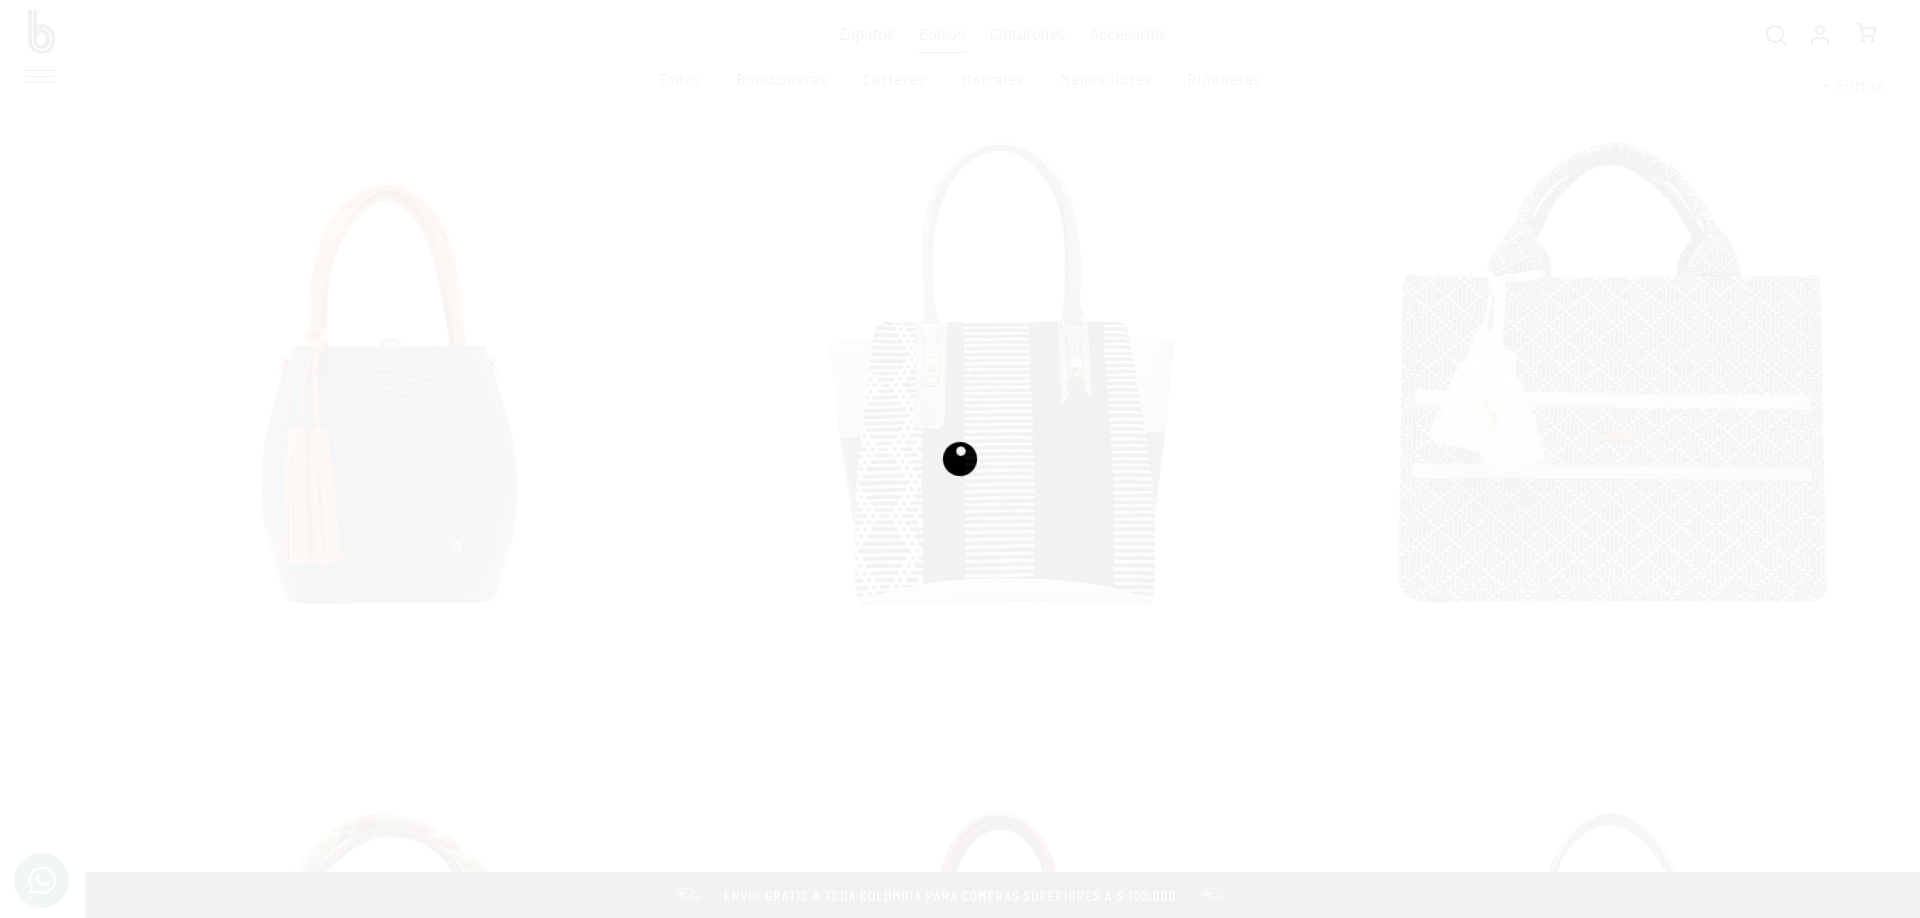 b
Zapatos Bolsos Cinturones Accesorios
Todos Bomboneras Carteras Morrales Manos libres Riñoneras
+ Filtros
ENVÍO GRATIS A TODA COLOMBIA PARA COMPRAS SUPERIORES A $ 100.000